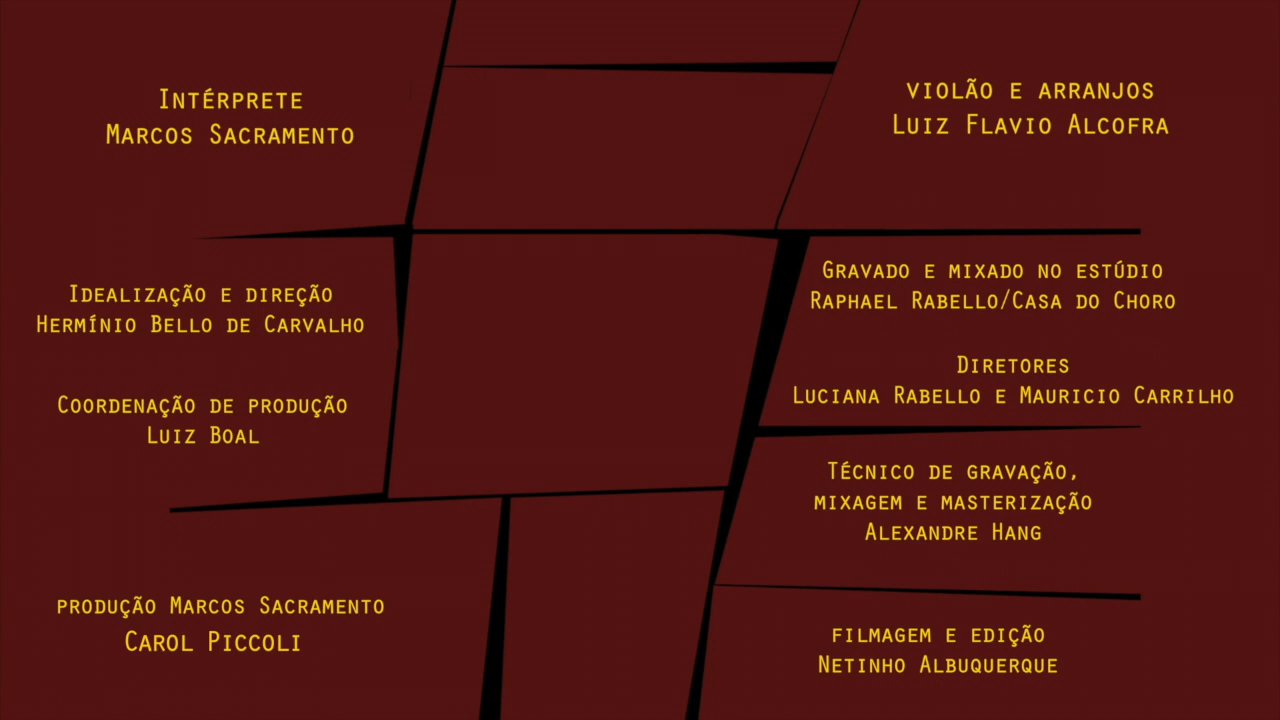 Intérprete
Marcos Sacramento
Idealização e direção
Hermínio Bello de Carvalho
Coordenação de produção
Luiz Boal
produção Marcos Sacramento
Carol Piccoli
violão e arranjos
Luiz Flavio Alcofra
Gravado e mixado no estúdio
Raphael Rabello/Casa do Choro
Diretores
Luciana Rabello e Mauricio Carrilho
Técnico de gravação,
mixagem e masterização
Alexandre Hang
filmagem e edição
Netinho Albuquerque